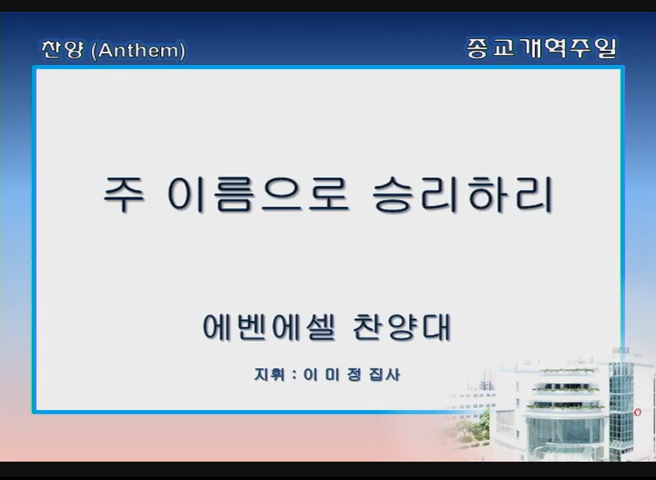 찬양 (Anthem)
종교개혁주일
주 이름으로 승리하리
에벤에셀 찬양대
지휘 : 이 미 정 집사